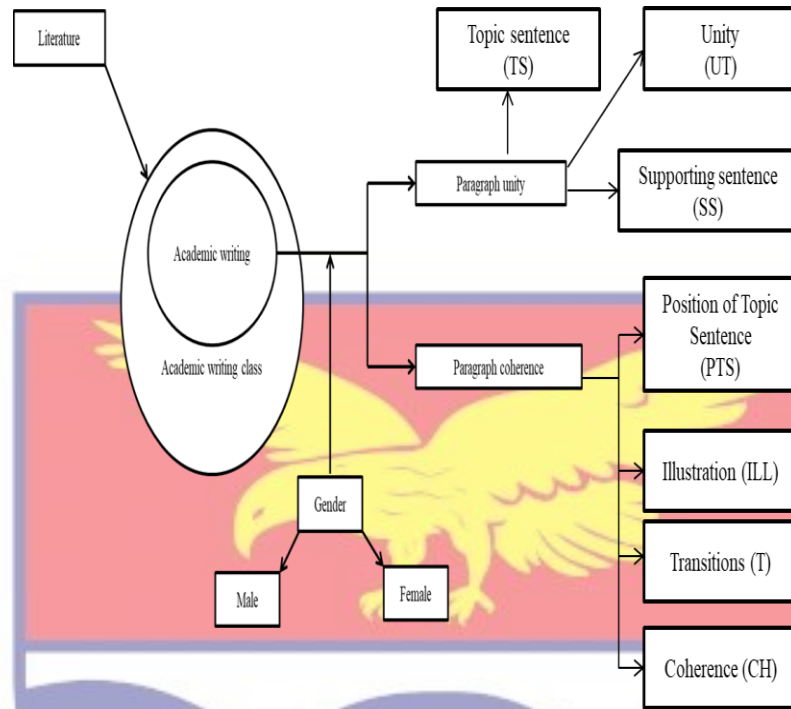 Literature
Topic sentence
(TS)
Unity
(UT)
Paragraph unity
Supporting sentence
(SS)
Academic writing
Academic writing class
Position of Topic
Sentence
(PTS)
Paragraph coherence
Illustration (ILL)
Gender
Transitions (T)
Male
Female
Coherence (CH)